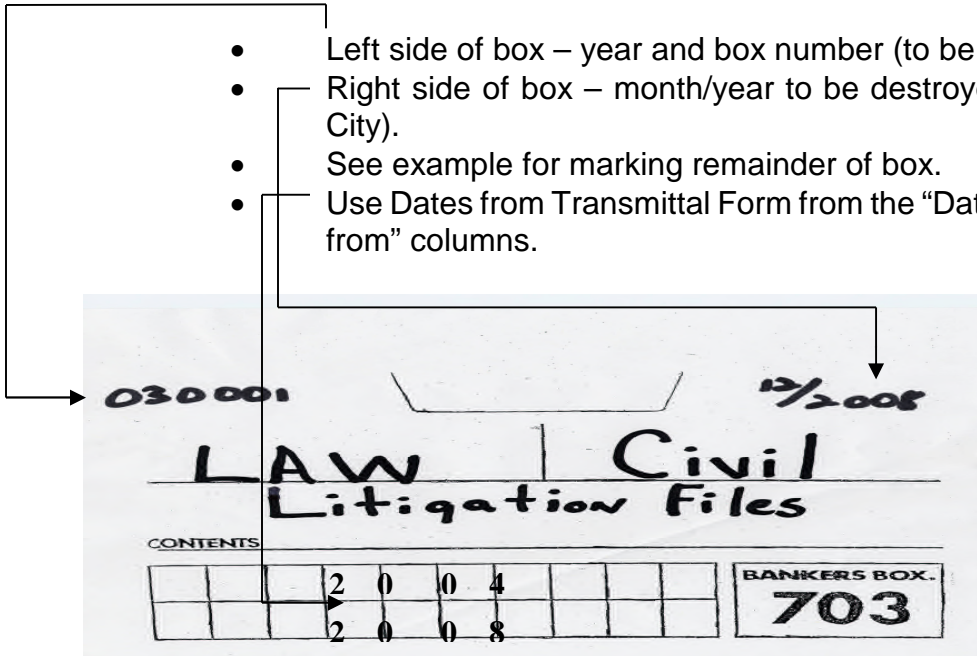 • Left side of box – year and box number (to be
• Right side of box – month/year to be destroye
City).
• See example for marking remainder of box.
• Use Dates from Transmittal Form from the “Dat
from” columns.
030001 12/2008
LAW | Civil
Litigation Files
CONTENTS
2 0 0 4
2 0 0 8
BANKERS BOX.
703